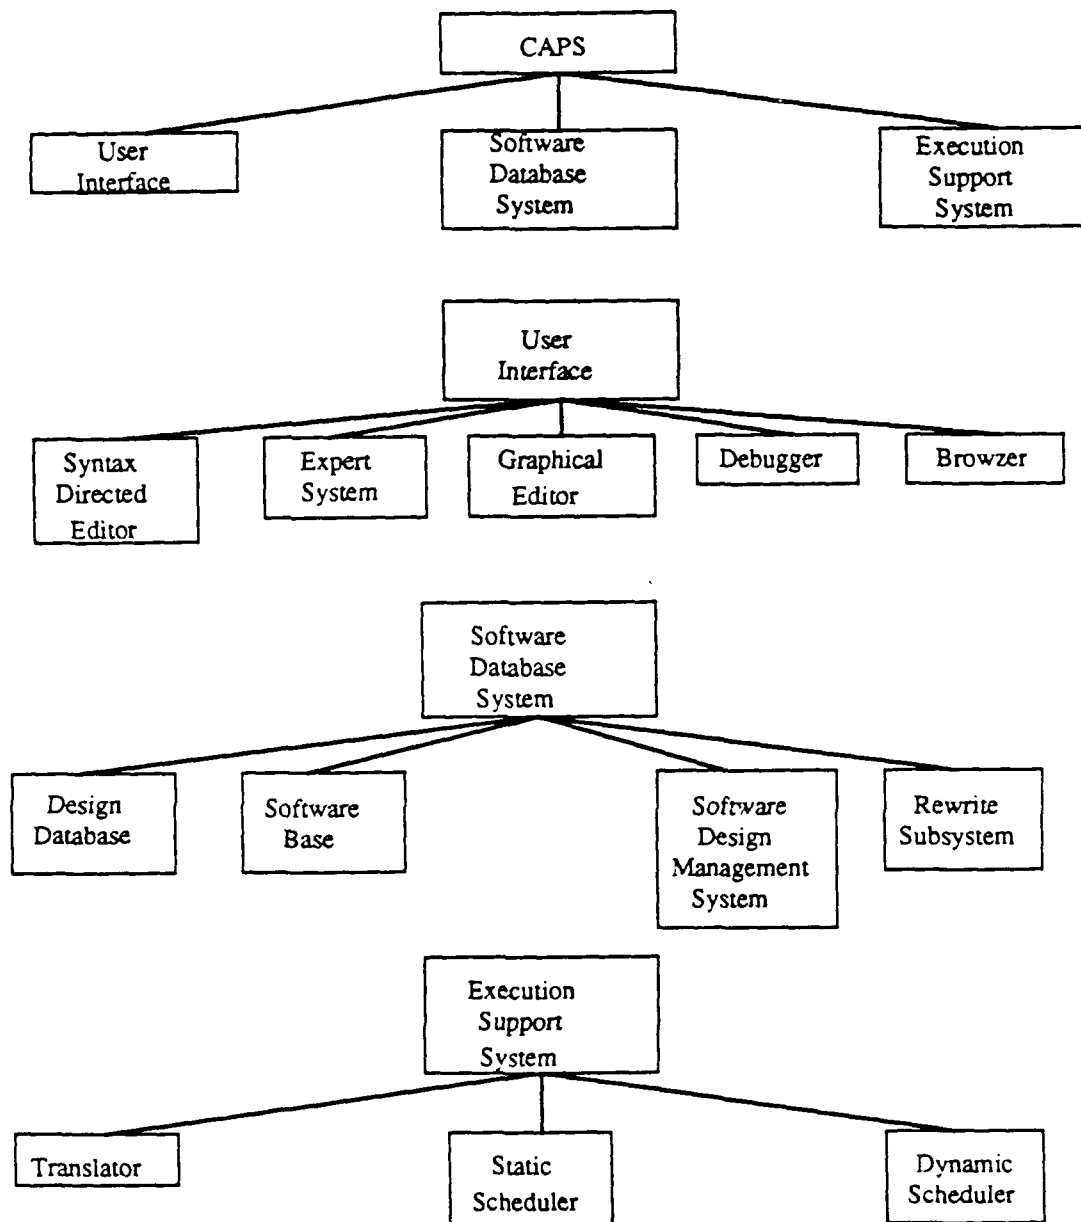 CAPS
User
Interface
Software
Database
System
Execution
Support
System
User
Interface
Syntax
Directed
Editor
Expert
System
Graphical
Editor
Debugger
Browzer
Software
Database
System
Design
Database
Software
Base
Software
Design
Management
System
Rewrite
Subsystem
Execution
Support
System
Translator
Static
Scheduler
Dynamic
Scheduler